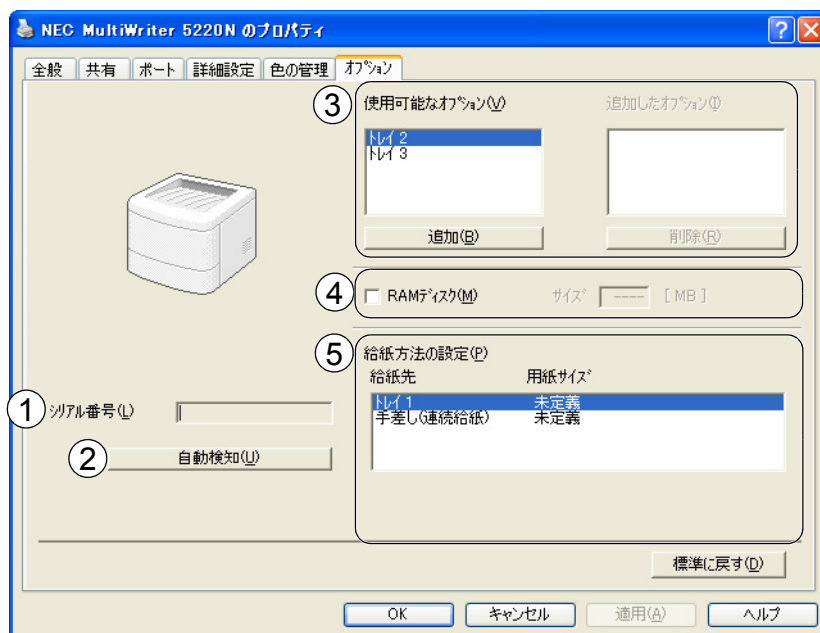 NEC MultiWriter 5220N のプロパティ
全般 共有 ポート 詳細設定 色の管理 オプション
③ 使用可能なオプション(V) 追加したオプション(I)
トレイ 2
トレイ 3
追加(B) 削除(R)
④ RAMディスク(M) サイズ ---- [ MB ]
⑤ 給紙方法の設定(P)
給紙先 用紙サイズ
トレイ 1 未定義
手差し(連続給紙) 未定義
① シリアル番号(L)
② 自動検知(U)
標準に戻す(D)
OK キャンセル 適用(A) ヘルプ